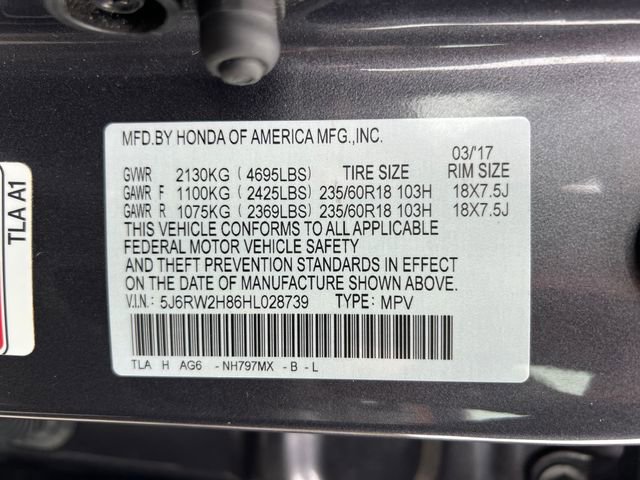 MFD.BY HONDA OF AMERICA MFG.,INC.
03/'17
GVWR 2130KG (4695LBS) TIRE SIZE RIM SIZE
GAWR F 1100KG (2425LBS) 235/60R18 103H 18X7.5J
GAWR R 1075KG (2369LBS) 235/60R18 103H 18X7.5J
THIS VEHICLE CONFORMS TO ALL APPLICABLE
FEDERAL MOTOR VEHICLE SAFETY
AND THEFT PREVENTION STANDARDS IN EFFECT
ON THE DATE OF MANUFACTURE SHOWN ABOVE.
V.I.N.: 5J6RW2H86HL028739 TYPE: MPV
TLA H AG6 - NH797MX - B - L
TLA A1